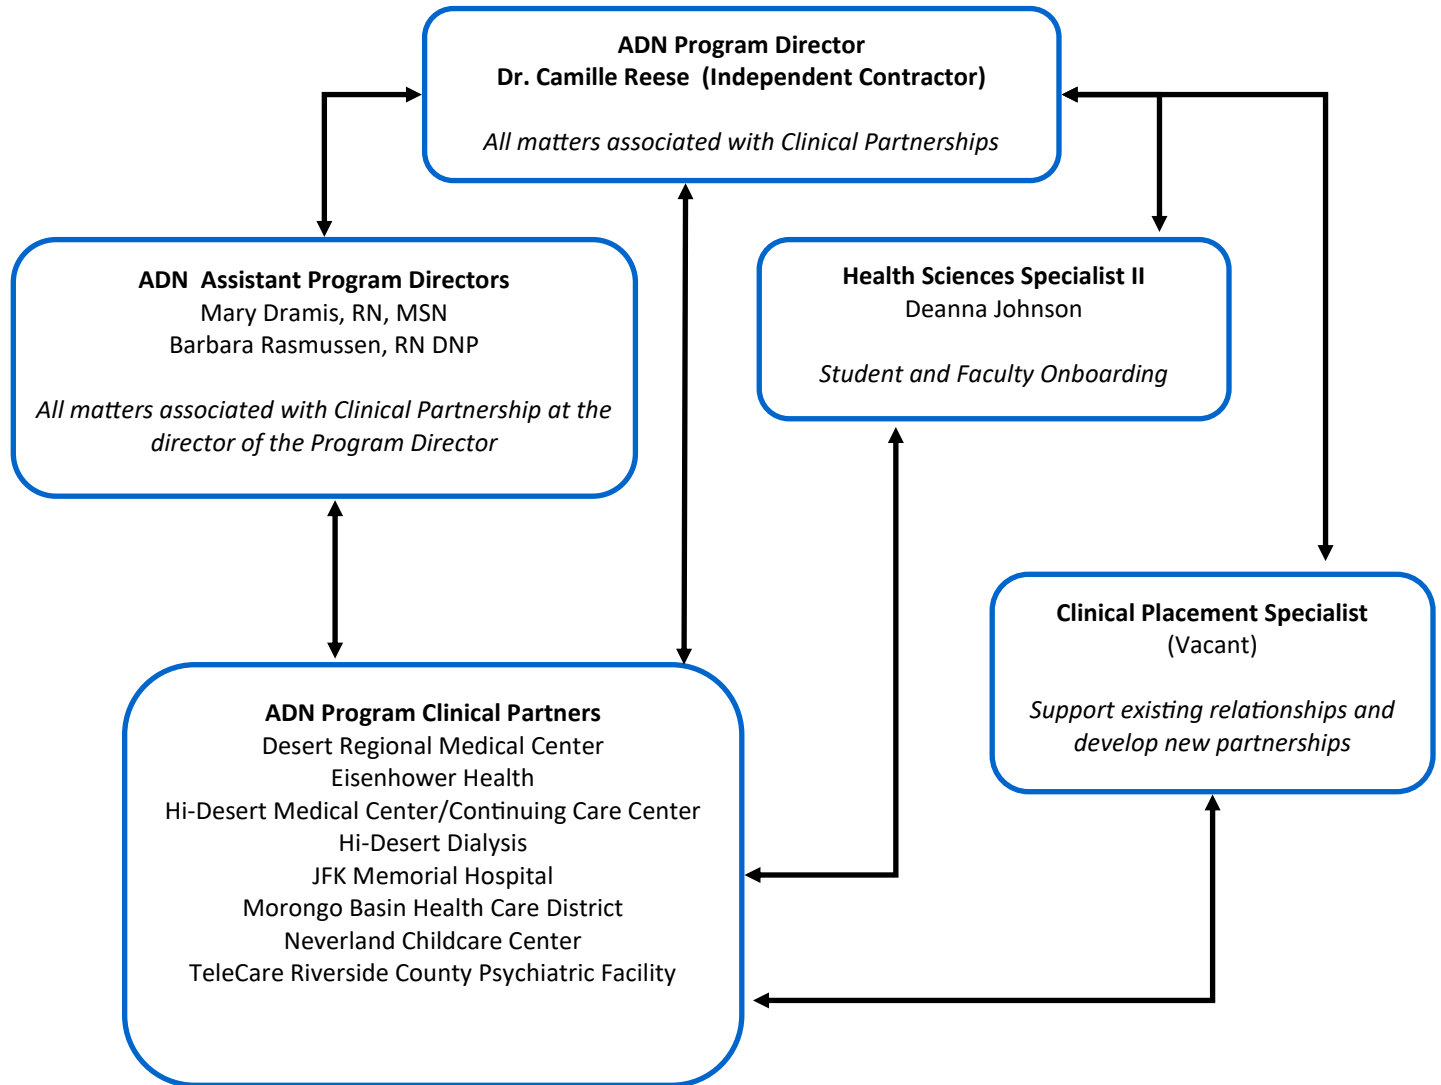 ADN Program Director
Dr. Camille Reese (Independent Contractor)
All matters associated with Clinical Partnerships
ADN Assistant Program Directors
Mary Dramis, RN, MSN
Barbara Rasmussen, RN DNP
All matters associated with Clinical Partnership at the
director of the Program Director
Health Sciences Specialist II
Deanna Johnson
Student and Faculty Onboarding
Clinical Placement Specialist
(Vacant)
Support existing relationships and
develop new partnerships
ADN Program Clinical Partners
Desert Regional Medical Center
Eisenhower Health
Hi-Desert Medical Center/Continuing Care Center
Hi-Desert Dialysis
JFK Memorial Hospital
Morongo Basin Health Care District
Neverland Childcare Center
TeleCare Riverside County Psychiatric Facility